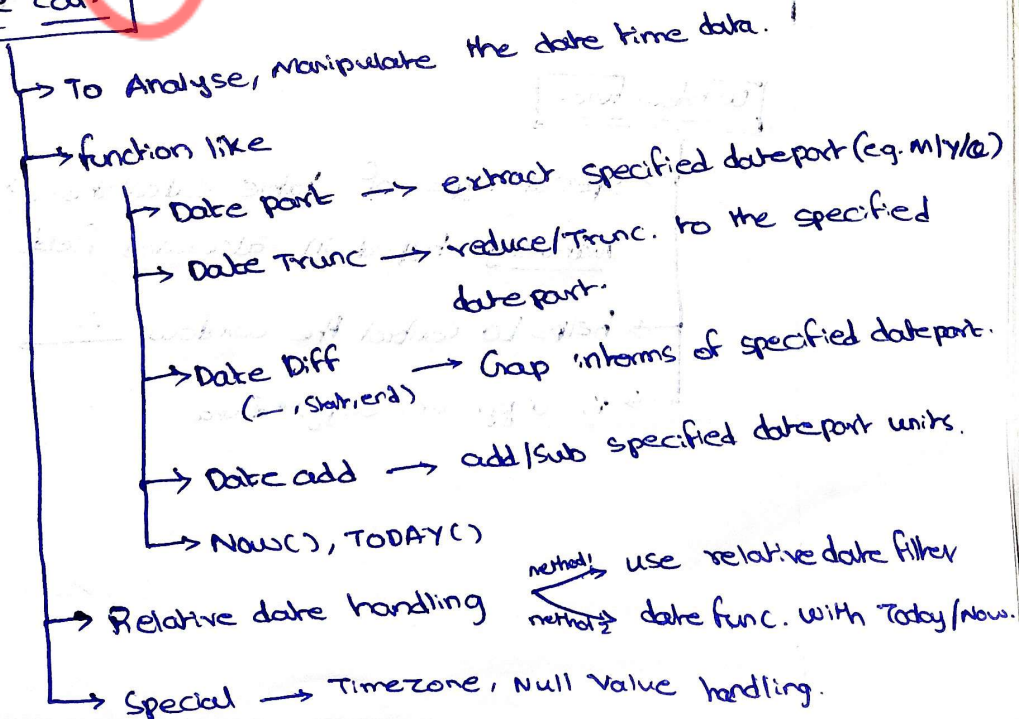 → To Analyse, Manipulate the date time data.
→ function like
→ Date part → extract specified datepart (eg. M/Y/Q)
→ Date Trunc → reduce/Trunc. to the specified
date part.
→ Date Diff → Gap interms of specified datepart.
(—, Start, end)
→ Date add → add/sub specified datepart units.
→ NOW(), TODAY()
→ Relative date handling method1 → use relative date filter
method2 → date func. with Today/Now.
→ Special → Timezone, Null Value handling.